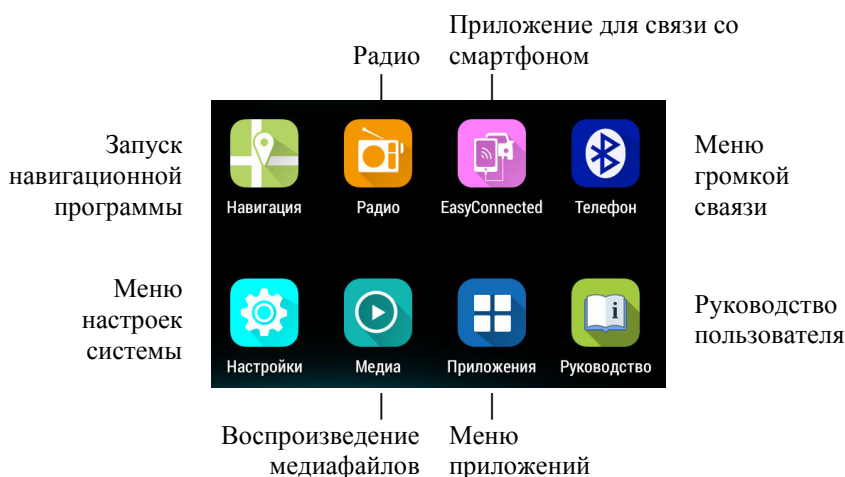 Приложение для связи со
смартфоном
Радио
Запуск
навигационной
программы
Навигация
Радио
EasyConnected
Телефон
Меню
громкой
сваязи
Меню
настроек
системы
Настройки
Медиа
Приложения
i
Руководство
Руководство
пользователя
Воспроизведение
медиафайлов
Меню
приложений